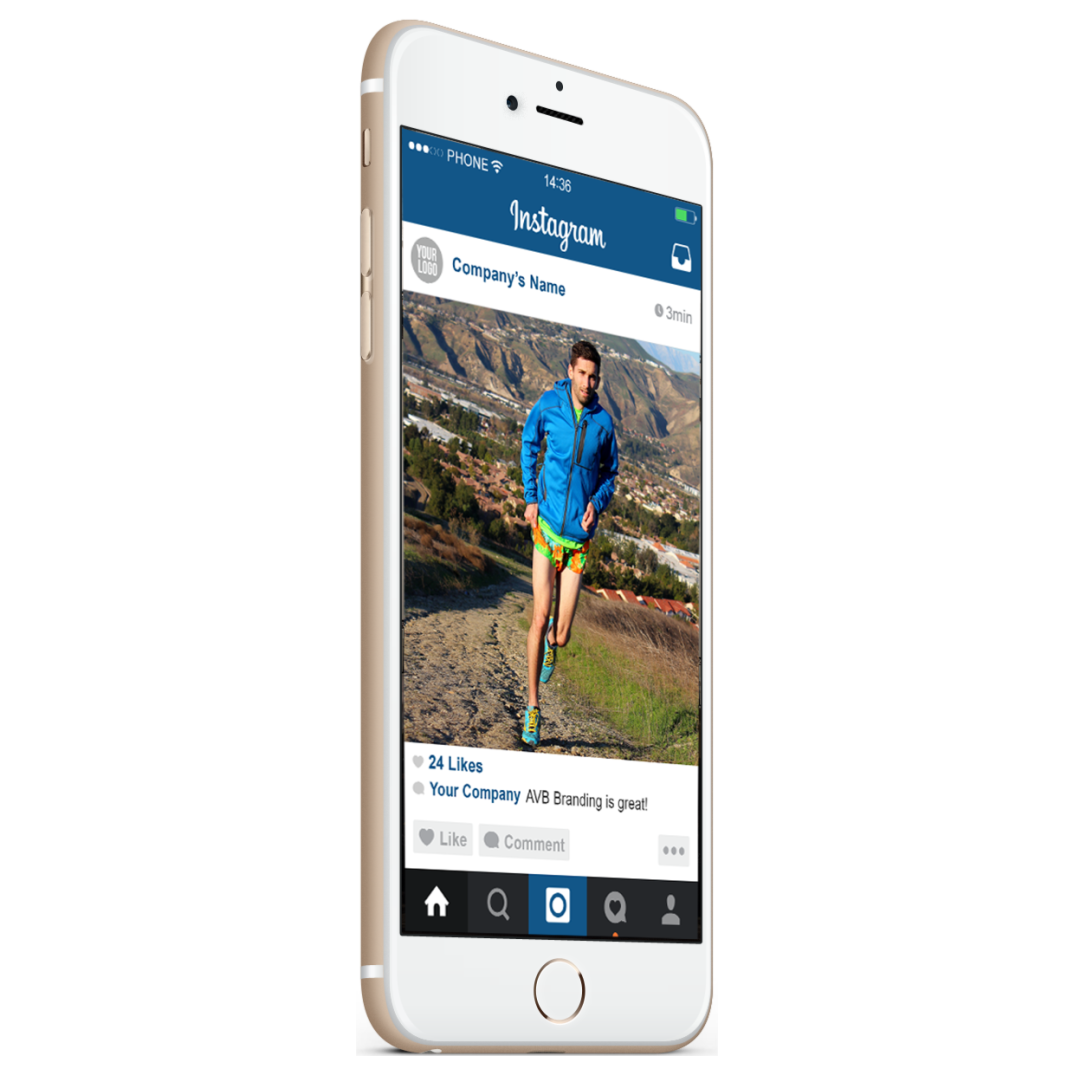 PHONE
14:36
Instagram
YOUR
LOGO
Company's Name
3min
24 Likes
Your Company AVB Branding is great!
Like
Comment